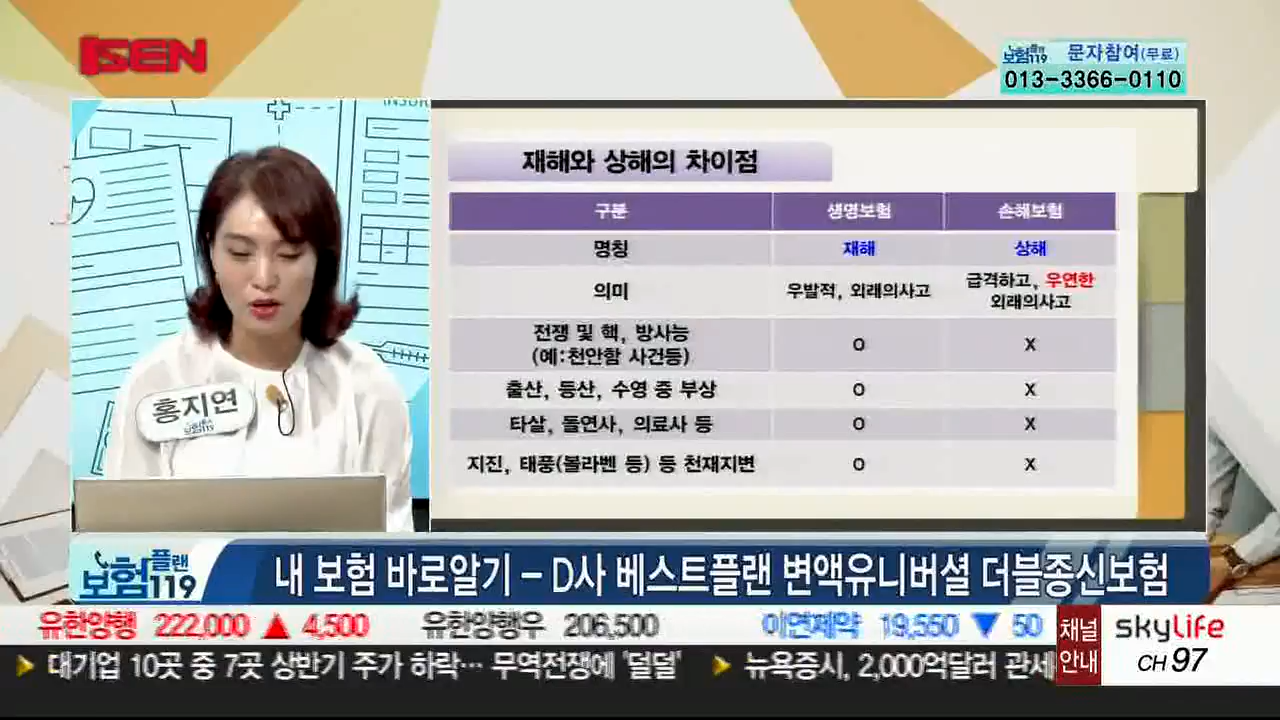 SEN
보험플랜119 문자참여(무료)
013-3366-0110
INSUR
재해와 상해의 차이점
구분 생명보험 손해보험
명칭 재해 상해
의미 우발적, 외래의사고 급격하고, 우연한
외래의사고
전쟁 및 핵, 방사능
(예:천안함 사건등) O X
출산, 등산, 수영 중 부상 O X
타살, 돌연사, 의료사 등 O X
지진, 태풍(볼라벤 등) 등 천재지변 O X
홍지연
보험플랜119
보험플랜119
내 보험 바로알기 - D사 베스트플랜 변액유니버셜 더블종신보험
유한양행 222,000 ▲ 4,500 유한양행우 206,500 이연제약 19,550 ▼ 50
채널안내 skylife
CH 97
대기업 10곳 중 7곳 상반기 주가 하락… 무역전쟁에 '덜덜' 뉴욕증시, 2,000억달러 관세